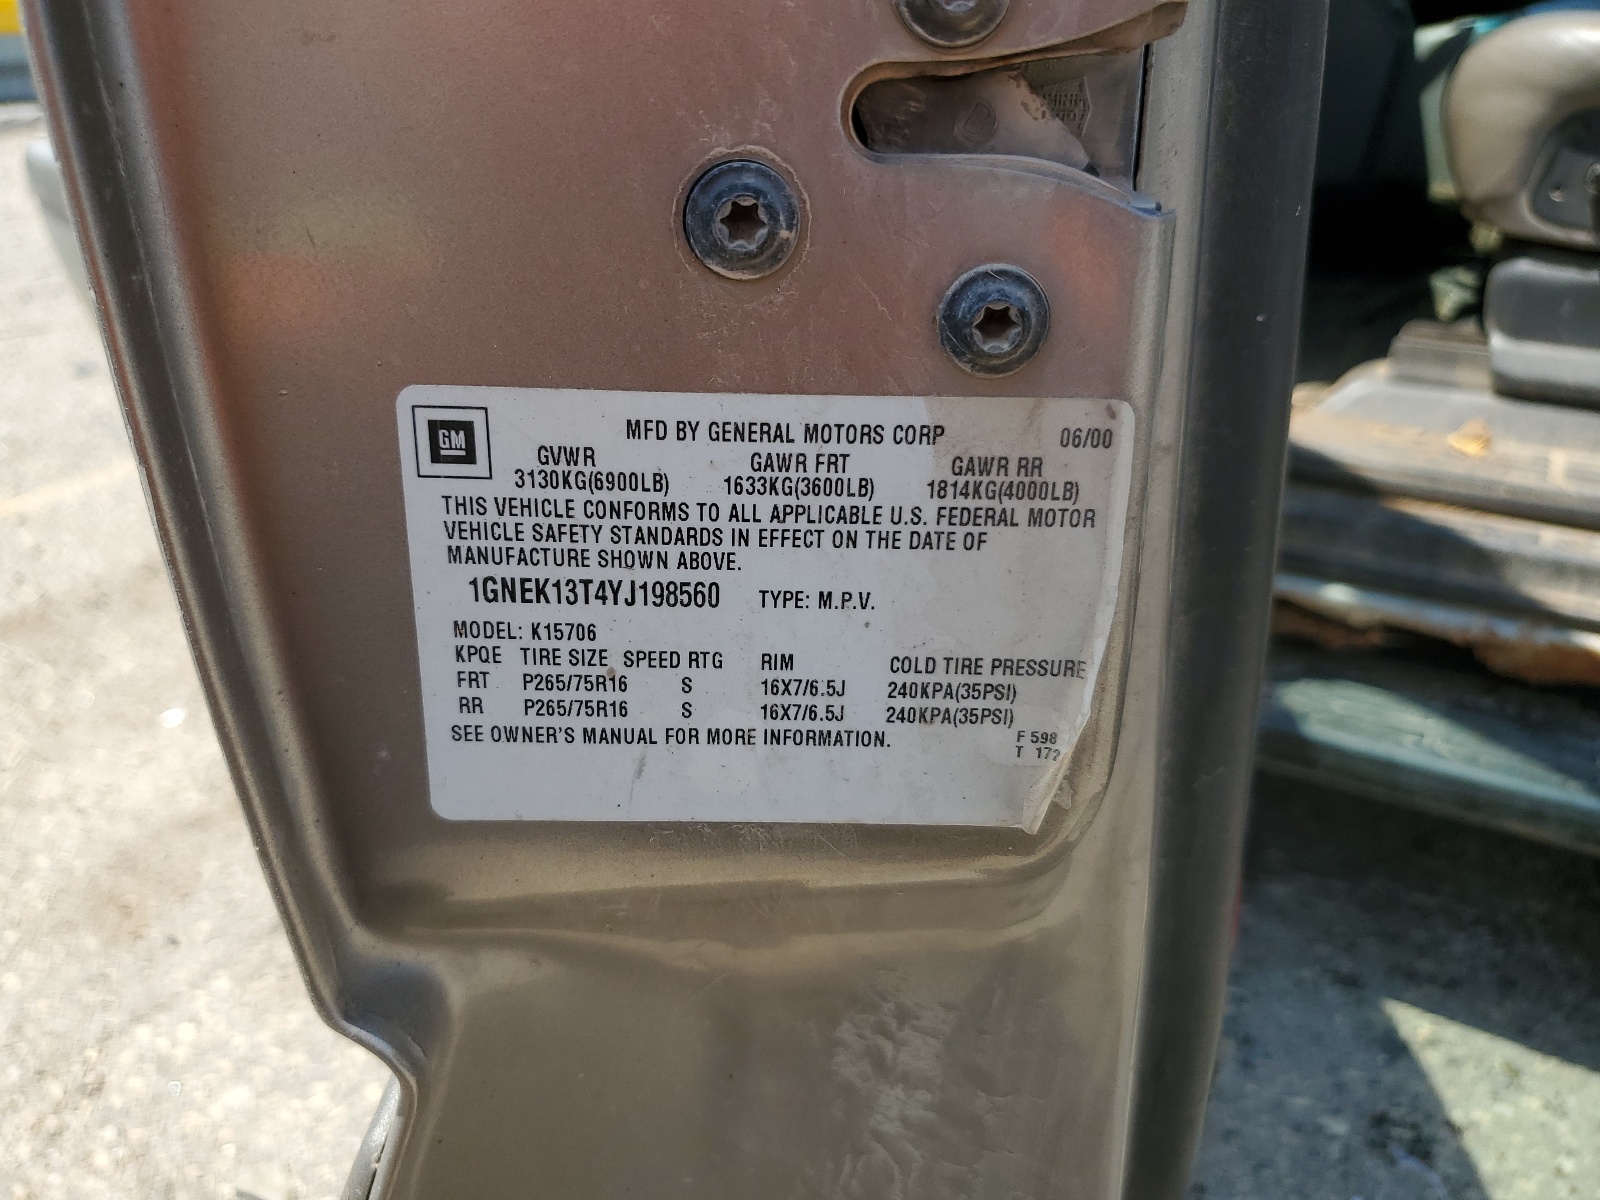 GM
MFD BY GENERAL MOTORS CORP 06/00
GVWR GAWR FRT GAWR RR
3130KG(6900LB) 1633KG(3600LB) 1814KG(4000LB)
THIS VEHICLE CONFORMS TO ALL APPLICABLE U.S. FEDERAL MOTOR
VEHICLE SAFETY STANDARDS IN EFFECT ON THE DATE OF
MANUFACTURE SHOWN ABOVE.
1GNEK13T4YJ198560 TYPE: M.P.V.
MODEL: K15706
KPQE TIRE SIZE SPEED RTG RIM COLD TIRE PRESSURE
FRT P265/75R16 S 16X7/6.5J 240KPA(35PSI)
RR P265/75R16 S 16X7/6.5J 240KPA(35PSI)
SEE OWNER'S MANUAL FOR MORE INFORMATION.
F 598
T 172